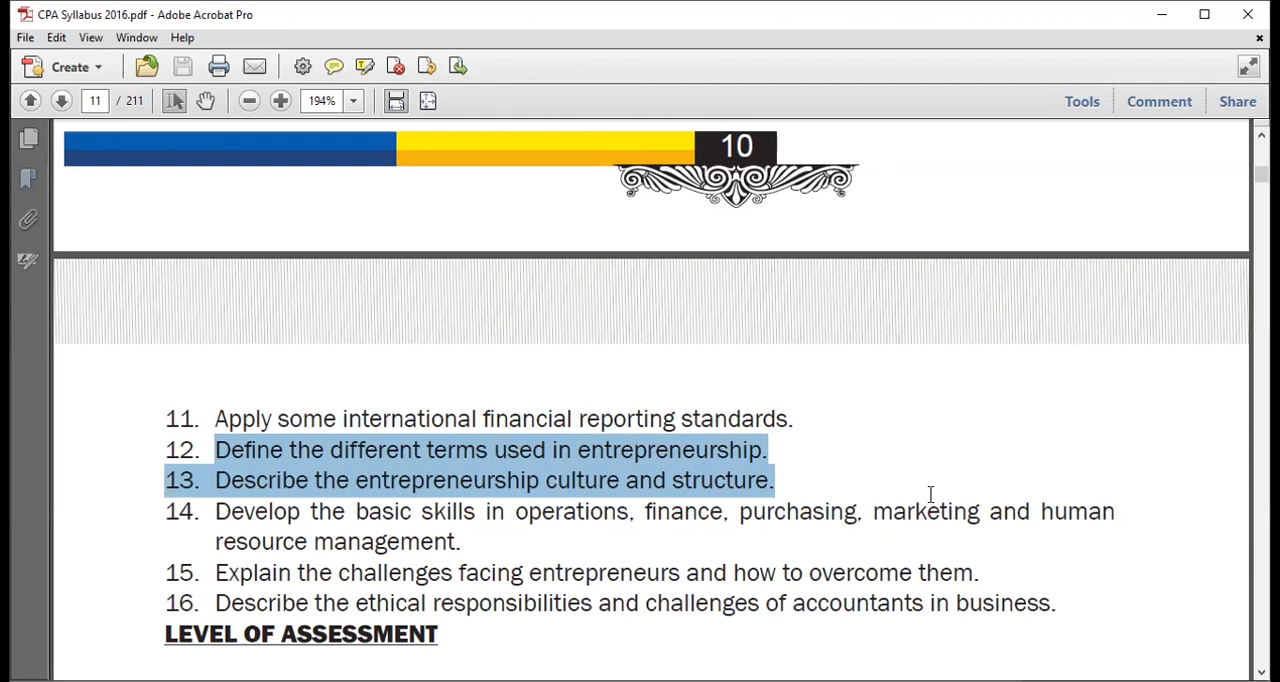 CPA Syllabus 2016.pdf - Adobe Acrobat Pro
File Edit View Window Help
Create
11 / 211 194% Tools Comment Share
10
11. Apply some international financial reporting standards.
12. Define the different terms used in entrepreneurship.
13. Describe the entrepreneurship culture and structure.
14. Develop the basic skills in operations, finance, purchasing, marketing and human
resource management.
15. Explain the challenges facing entrepreneurs and how to overcome them.
16. Describe the ethical responsibilities and challenges of accountants in business.
LEVEL OF ASSESSMENT